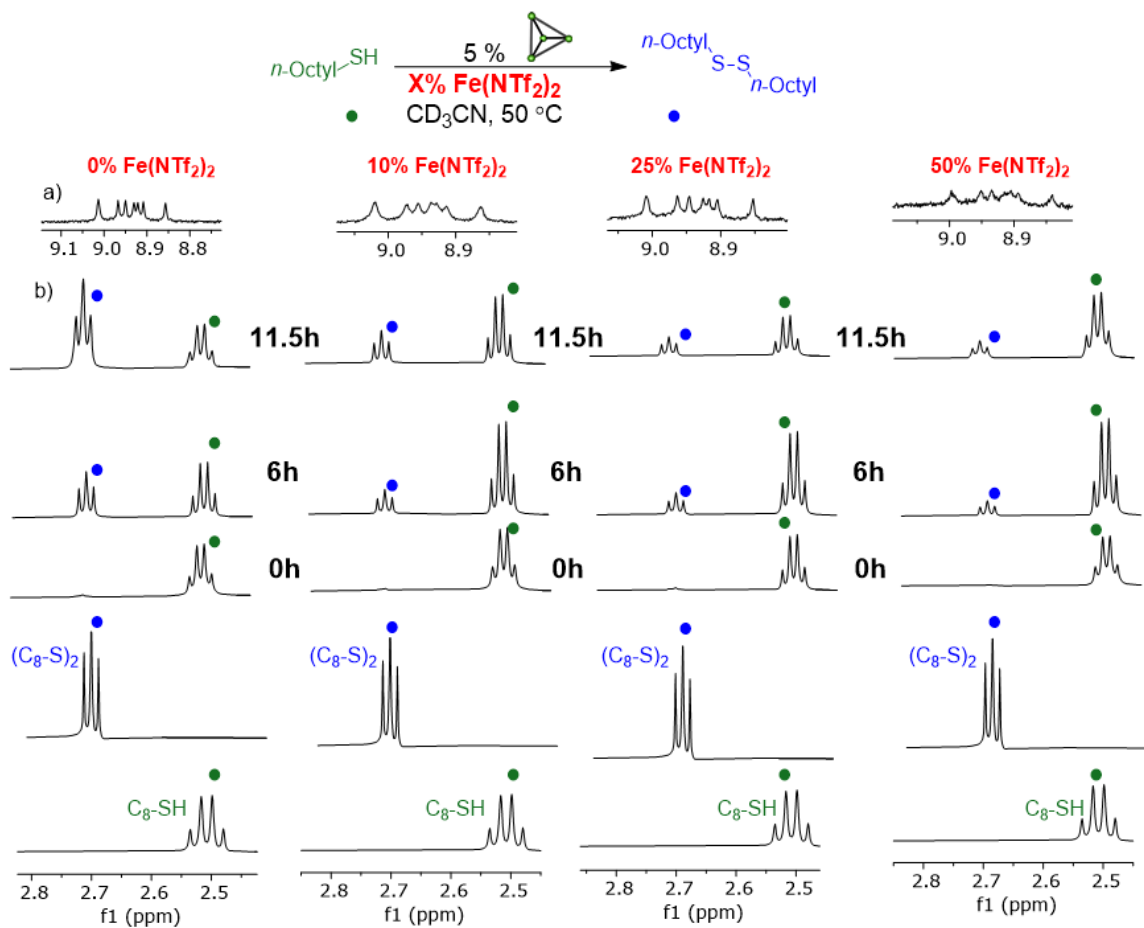 n-Octyl SH
5 %
X% Fe(NTf2)2
CD3CN, 50 °C
n-Octyl
S-S
n-Octyl
0% Fe(NTf2)2
10% Fe(NTf2)2
25% Fe(NTf2)2
50% Fe(NTf2)2
a)
9.1 9.0 8.9 8.8
9.0 8.9
9.0 8.9
9.0 8.9
b)
11.5h 11.5h 11.5h
6h 6h 6h
0h 0h 0h
(C8-S)2 (C8-S)2 (C8-S)2 (C8-S)2
C8-SH C8-SH C8-SH C8-SH
2.8 2.7 2.6 2.5
f1 (ppm)
2.8 2.7 2.6 2.5
f1 (ppm)
2.8 2.7 2.6 2.5
f1 (ppm)
2.8 2.7 2.6 2.5
f1 (ppm)